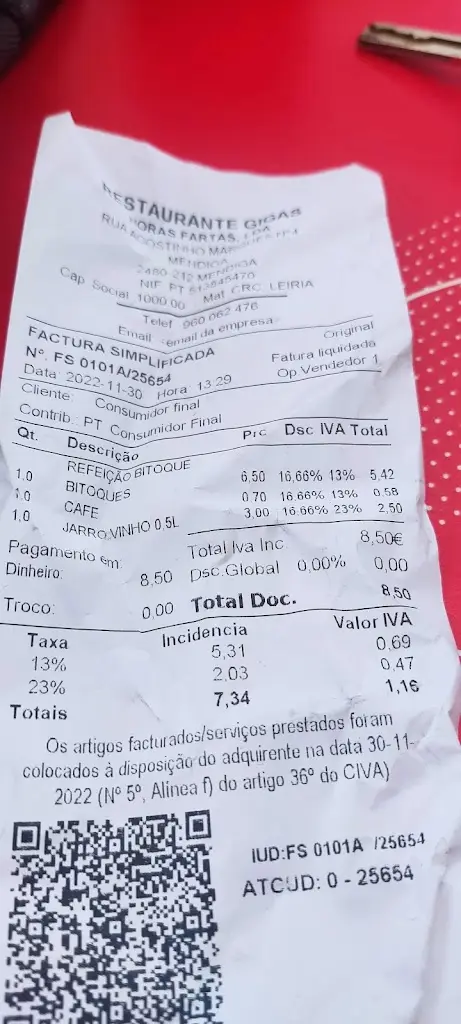 RESTAURANTE GIGAS
HORAS FARTAS, LDA
RUA AGOSTINHO
MENDIGA
2480-212 MENDIGA
NIF PT
Cap Social 1000.00 Mat CRC LEIRIA
Telef 960 062 476
Email email da empresa
FACTURA SIMPLIFICADA Original
Nº. FS 0101A/25654 Fatura liquidada
Data: 2022-11-30 Hora 13:29 Op Vendedor 1
Cliente: Consumidor final
Contrib.: PT Consumidor Final
Qt. Descrição Prc Dsc IVA Total
REFEIÇÃO BITOQUE
1,0 BITOQUES 6,50 16,66% 13% 5,42
1,0 CAFE 0.70 16.66% 13% 0.58
1,0 JARRO.VINHO 0,5L 3,00 16.66% 23% 2,50
Pagamento em: Total Iva Inc. 8,50€
Dinheiro: 8.50 Dsc.Global 0,00% 0,00
Troco: 0,00 Total Doc. 8,50
Taxa Incidencia Valor IVA
13% 5,31 0,69
23% 2,03 0,47
Totais 7,34 1,16
Os artigos facturados/serviços prestados foram
colocados à disposição do adquirente na data 30-11-
2022 (Nº 5º, Alinea f) do artigo 36º do CIVA)
IUD:FS 0101A /25654
ATCUD: 0 - 25654